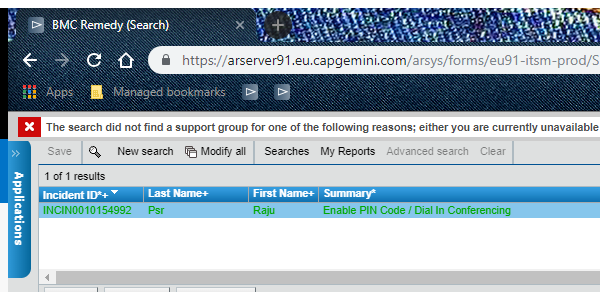 BMC Remedy (Search)
https://arserver91.eu.capgemini.com/arsys/forms/eu91-itsm-prod/S
Apps Managed bookmarks
The search did not find a support group for one of the following reasons; either you are currently unavailable
Save New search Modify all Searches My Reports Advanced search Clear
Applications
1 of 1 results
Incident ID*+ Last Name+ First Name+ Summary*
INCIN0010154992 Psr Raju Enable PIN Code / Dial In Conferencing